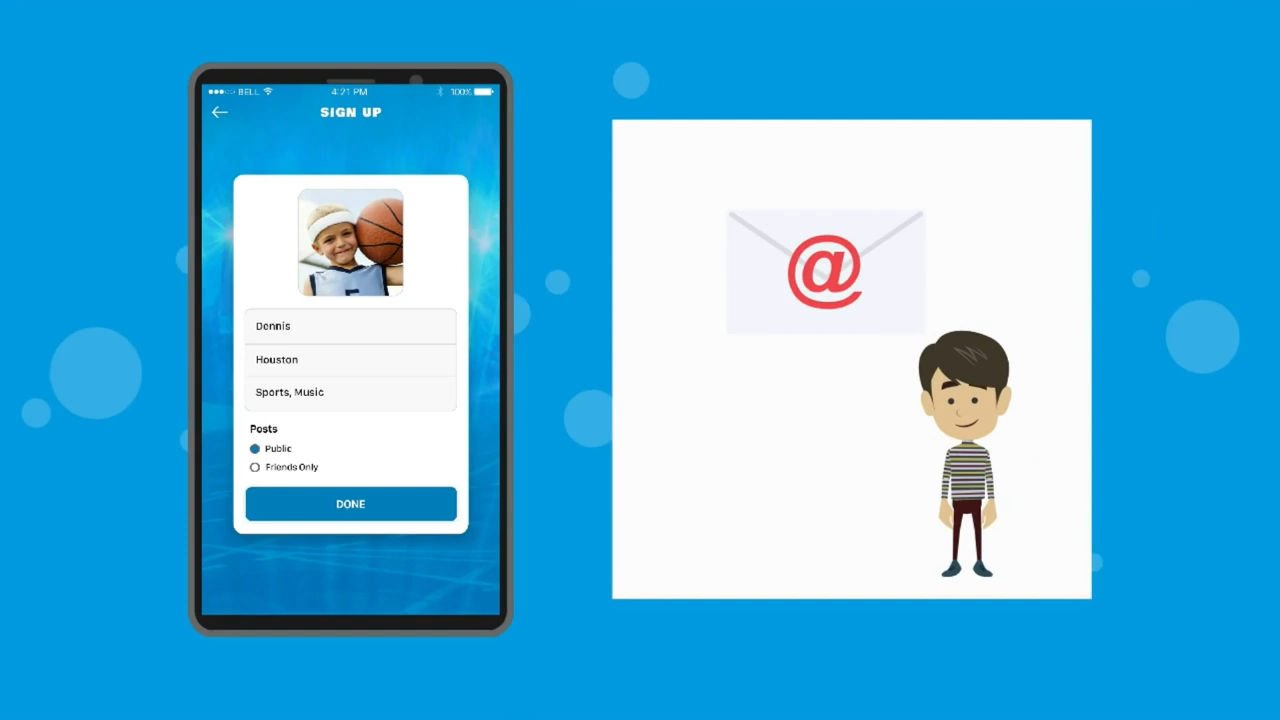 BELL
4:21 PM
100%
SIGN UP
Dennis
Houston
Sports, Music
Posts
Public
Friends Only
DONE
@